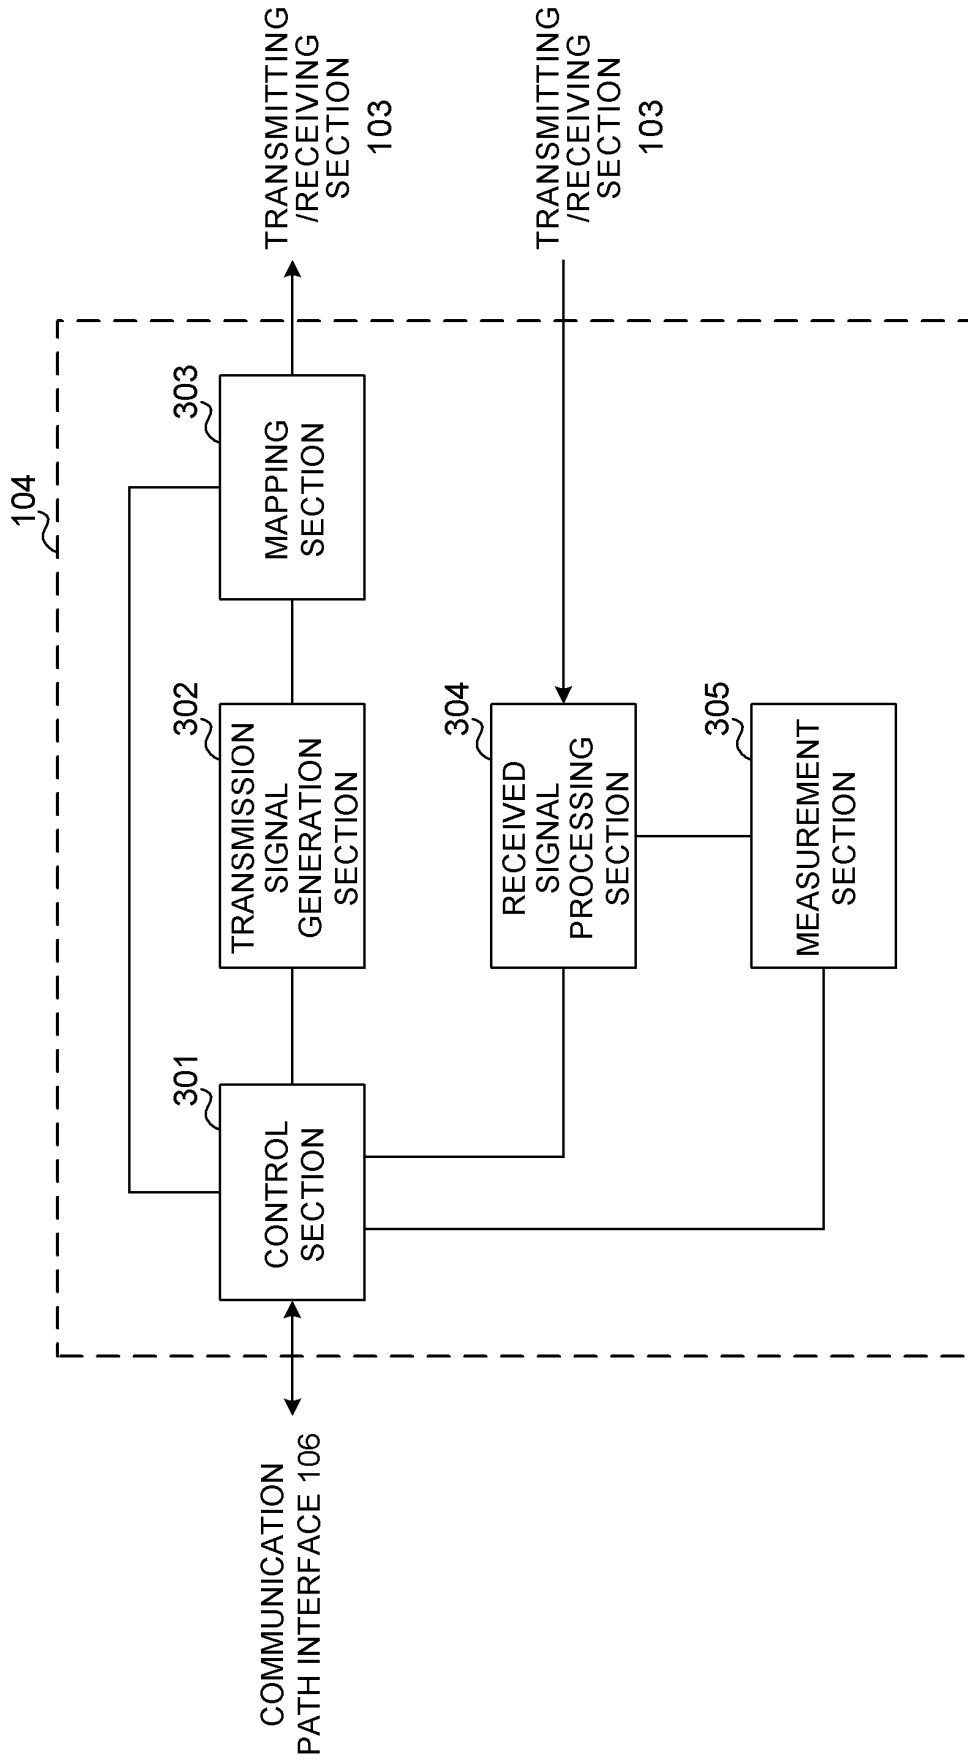 104
COMMUNICATION
PATH INTERFACE 106
301
CONTROL
SECTION
302
TRANSMISSION
SIGNAL
GENERATION
SECTION
303
MAPPING
SECTION
TRANSMITTING
/RECEIVING
SECTION
103
304
RECEIVED
SIGNAL
PROCESSING
SECTION
TRANSMITTING
/RECEIVING
SECTION
103
305
MEASUREMENT
SECTION